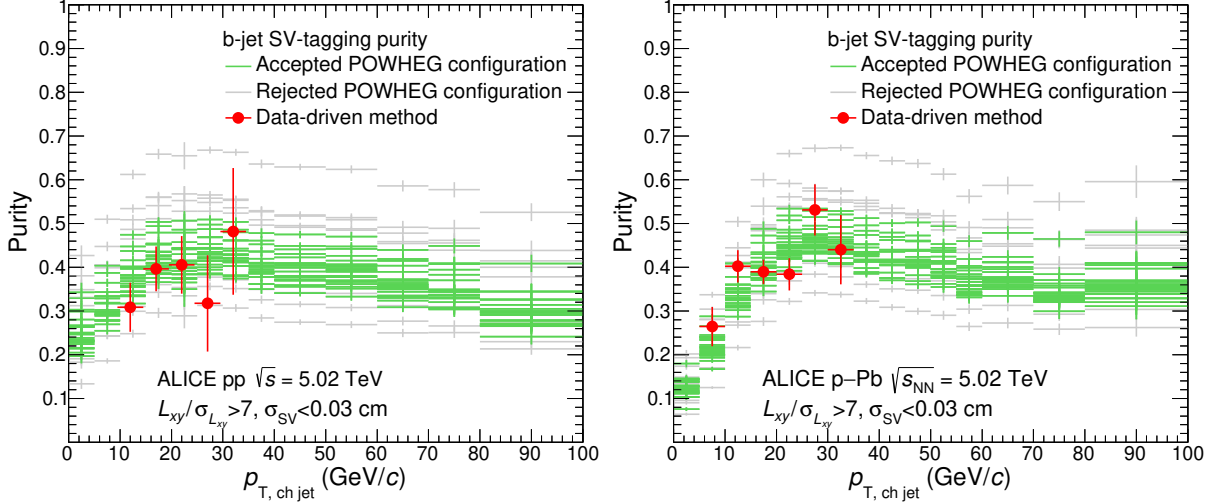 b-jet SV-tagging purity
Accepted POWHEG configuration
Rejected POWHEG configuration
Data-driven method
ALICE pp √s = 5.02 TeV
L_xy/σ_L_xy >7, σ_SV<0.03 cm
Purity
1
0.9
0.8
0.7
0.6
0.5
0.4
0.3
0.2
0.1
0 10 20 30 40 50 60 70 80 90 100
p_T, ch jet (GeV/c)
b-jet SV-tagging purity
Accepted POWHEG configuration
Rejected POWHEG configuration
Data-driven method
ALICE p–Pb √s_NN = 5.02 TeV
L_xy/σ_L_xy >7, σ_SV<0.03 cm
Purity
1
0.9
0.8
0.7
0.6
0.5
0.4
0.3
0.2
0.1
0 10 20 30 40 50 60 70 80 90 100
p_T, ch jet (GeV/c)